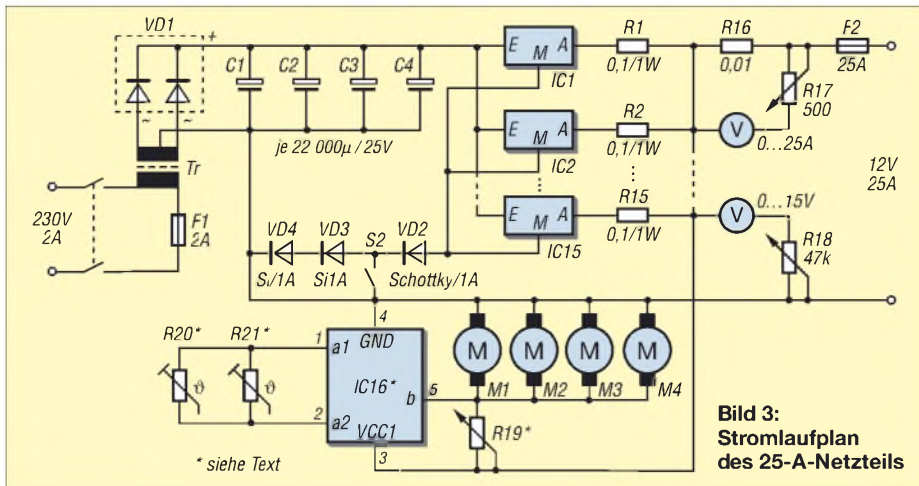 VD1
+
~
~
C1
C2
C3
C4
je 22 000µ / 25V
E
M
A
IC1
R1
0,1/1W
E
M
A
IC2
R2
0,1/1W
E
M
A
IC15
R15
0,1/1W
R16
0,01
F2
25A
R17
500
V
0...25A
12V
25A
V
0...15V
R18
47k
Tr
230V
2A
F1
2A
VD4
Si/1A
VD3
Si1A
S2
VD2
Schottky/1A
R20*
ϑ
R21*
ϑ
1
a1
2
a2
4
GND
IC16*
b
5
VCC1
3
M
M1
M
M2
M
M3
M
M4
R19*
* siehe Text
Bild 3:
Stromlaufplan
des 25-A-Netzteils